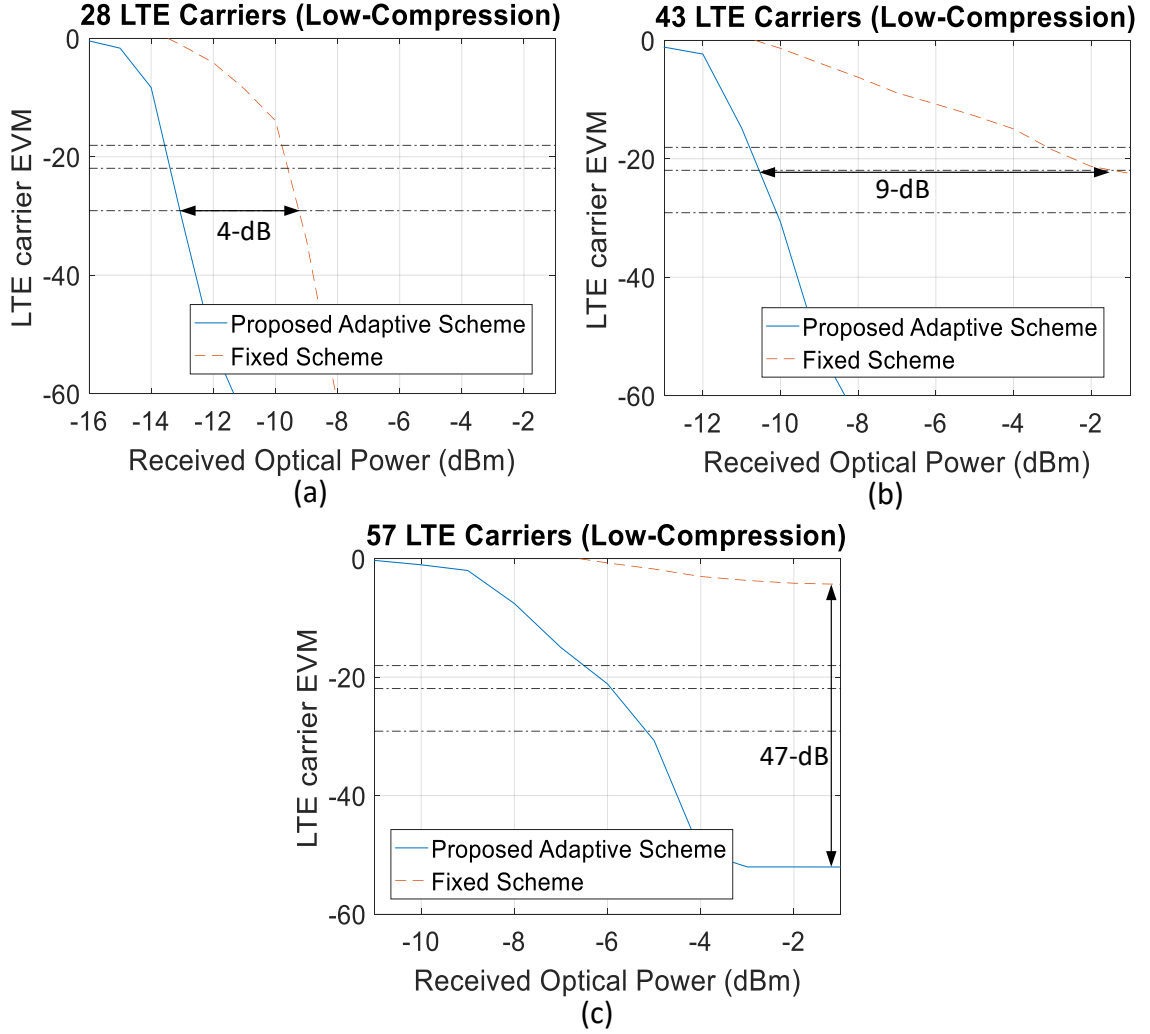 28 LTE Carriers (Low-Compression)
0
-20
-40
-60
LTE carrier EVM
4-dB
Proposed Adaptive Scheme
Fixed Scheme
-16 -14 -12 -10 -8 -6 -4 -2
Received Optical Power (dBm)
(a)
43 LTE Carriers (Low-Compression)
0
-20
-40
-60
LTE carrier EVM
9-dB
Proposed Adaptive Scheme
Fixed Scheme
-12 -10 -8 -6 -4 -2
Received Optical Power (dBm)
(b)
57 LTE Carriers (Low-Compression)
0
-20
-40
-60
LTE carrier EVM
47-dB
Proposed Adaptive Scheme
Fixed Scheme
-10 -8 -6 -4 -2
Received Optical Power (dBm)
(c)